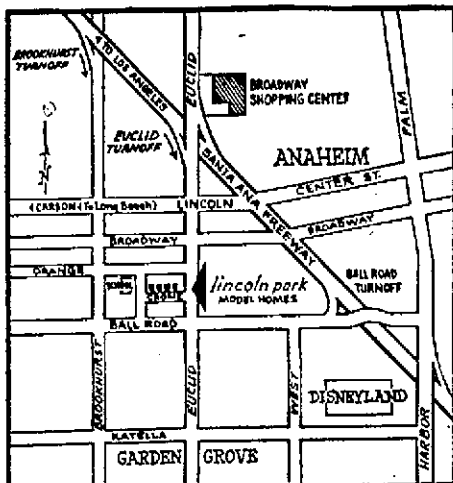 BROOKHURST
TURNOFF
TO LOS ANGELES
EUCLID
BROADWAY
SHOPPING CENTER
PALM
EUCLID
TURNOFF
SANTA ANA FREEWAY
ANAHEIM
CENTER ST.
(CARSON-(To Long Beach)
LINCOLN
BROADWAY
BROADWAY
ORANGE
SCHOOL
CRONE
lincoln park
MODEL HOMES
BALL ROAD
TURNOFF
BALL ROAD
BROOKHURST
EUCLID
WEST
DISNEYLAND
HARBOR
KATELLA
GARDEN GROVE